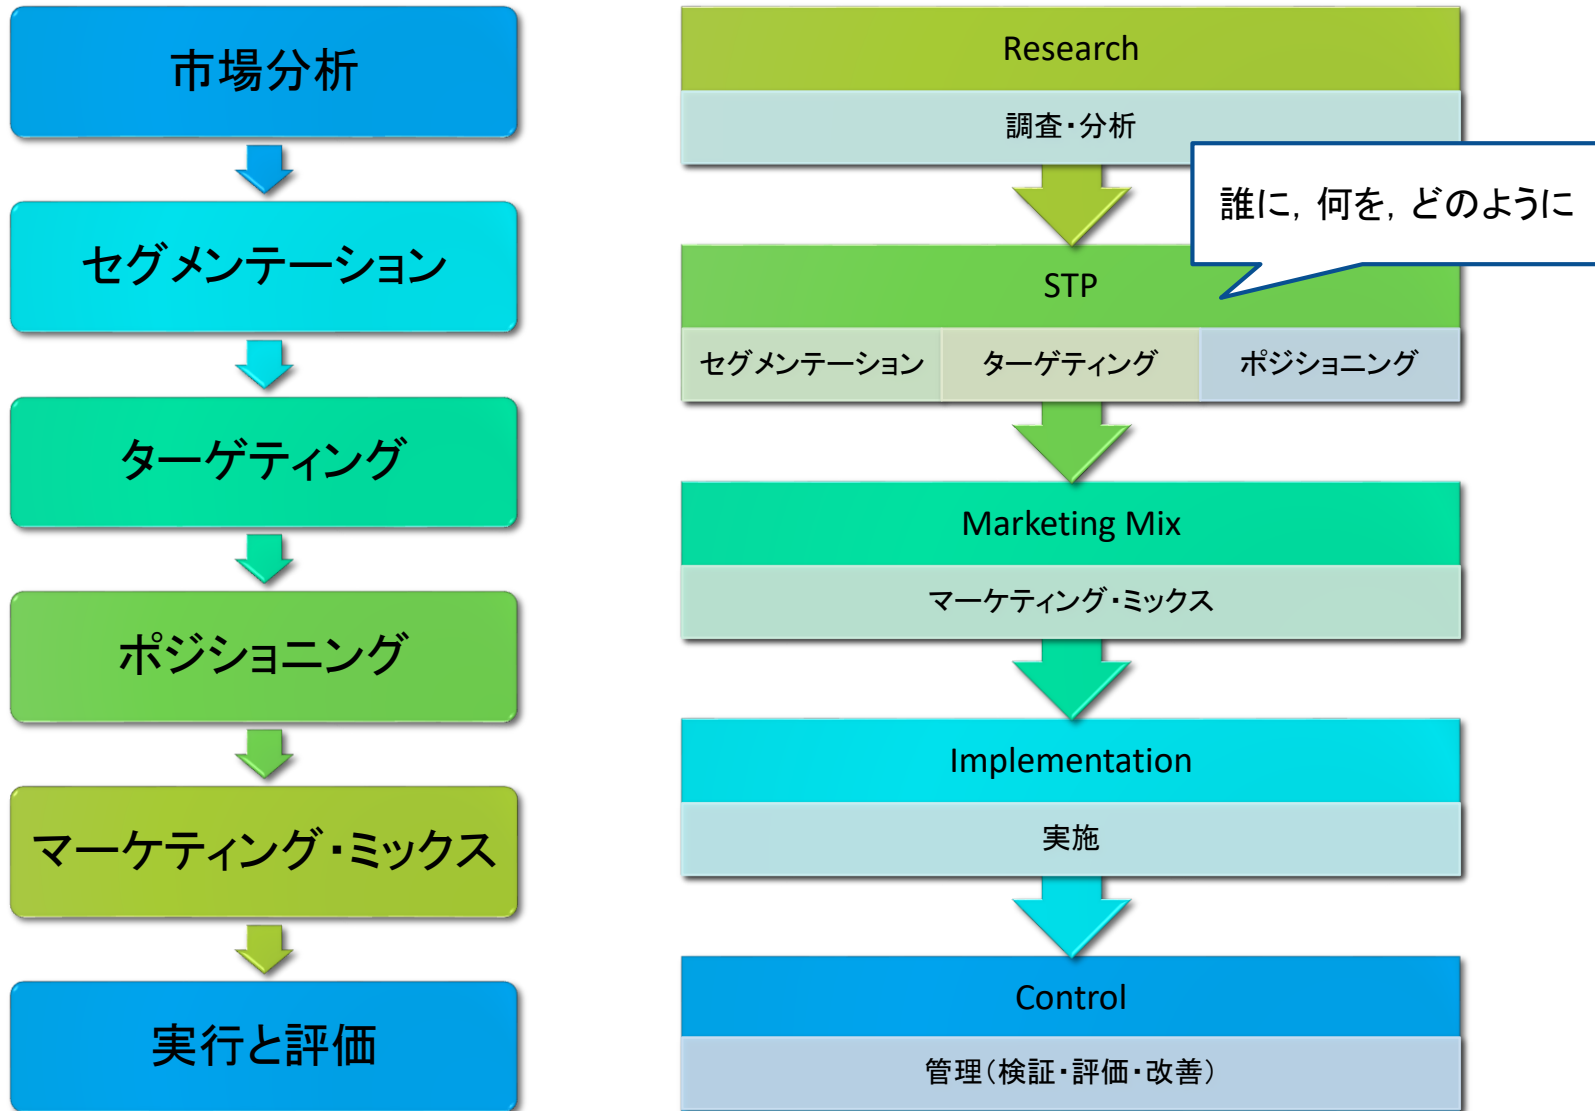 市場分析
セグメンテーション
ターゲティング
ポジショニング
マーケティング・ミックス
実行と評価
Research
調査・分析
誰に，何を，どのように
STP
セグメンテーション
ターゲティング
ポジショニング
Marketing Mix
マーケティング・ミックス
Implementation
実施
Control
管理（検証・評価・改善）